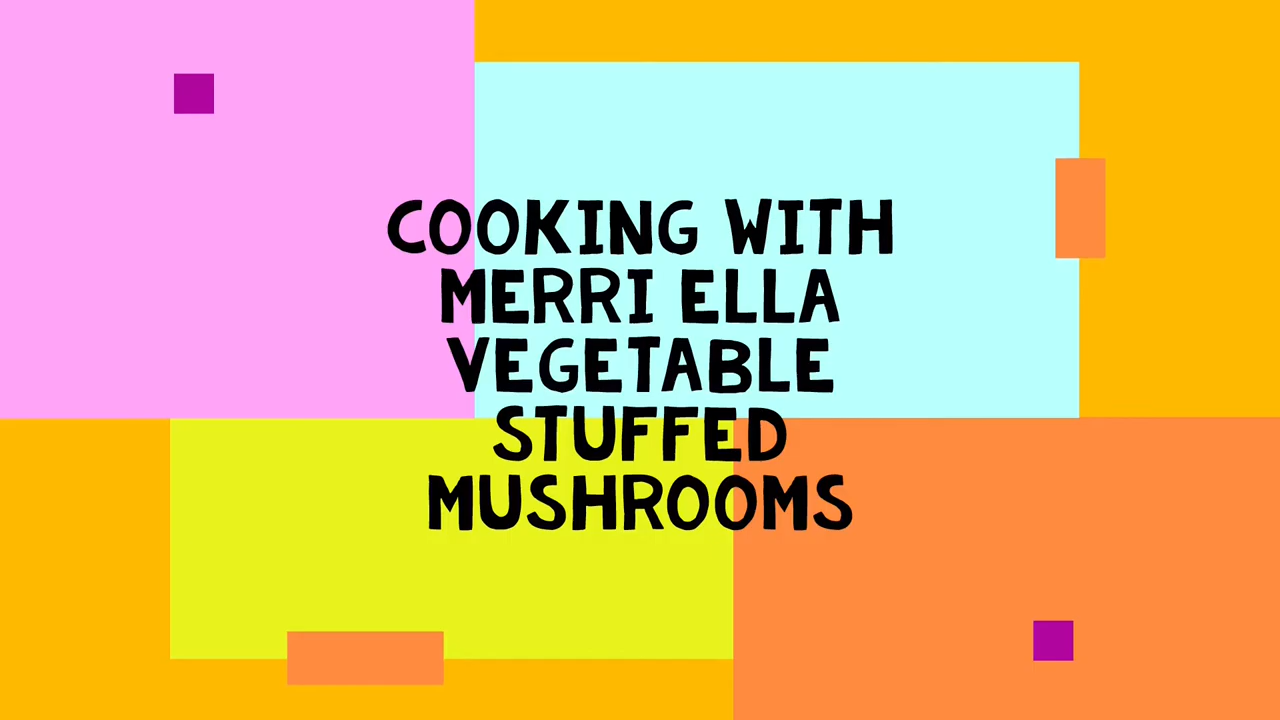 COOKING WITH
MERRI ELLA
VEGETABLE
STUFFED
MUSHROOMS